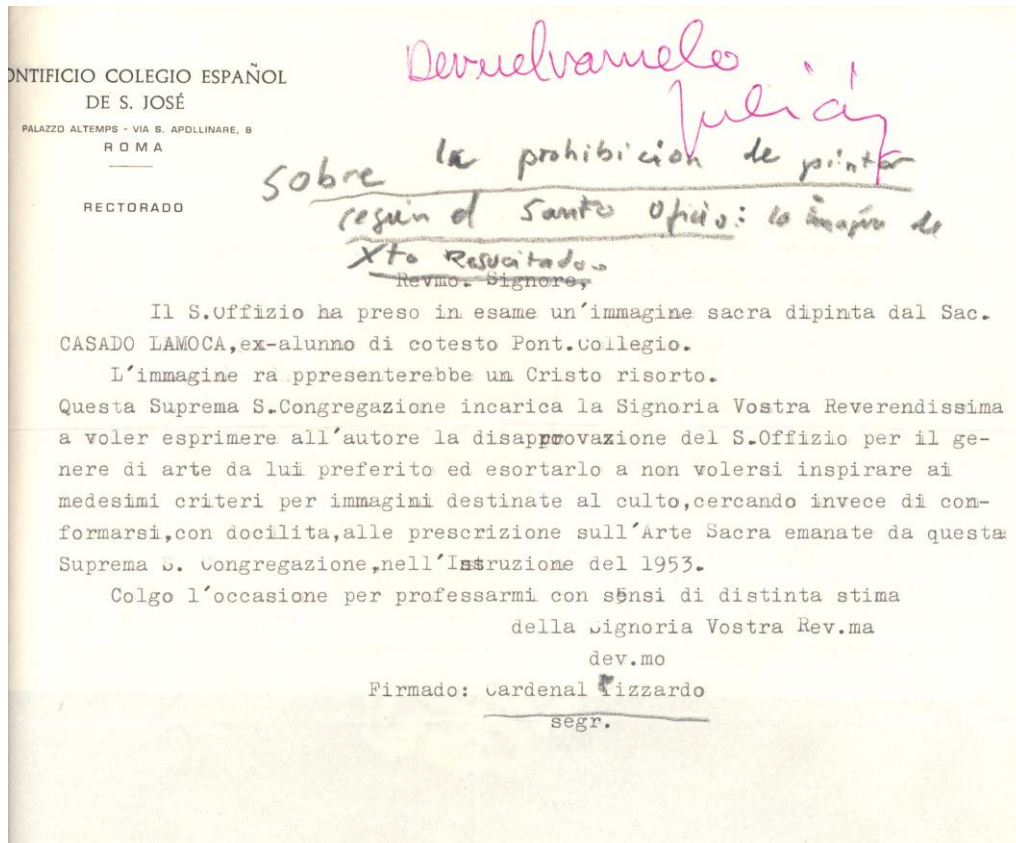 ONTIFICIO COLEGIO ESPAÑOL
DE S. JOSÉ
PALAZZO ALTEMPS - VIA S. APOLLINARE, 8
ROMA
RECTORADO
Devuelvamelo
Julián
sobre la prohibicion de pintar
según el Santo Oficio: la imagen de
Xto Resucitado.
Revmo. Signore,
Il S.Offizio ha preso in esame un'immagine sacra dipinta dal Sac.
CASADO LAMOCA,ex-alunno di cotesto Pont.Collegio.
L'immagine ra ppresenterebbe un Cristo risorto.
Questa Suprema S.Congregazione incarica la Signoria Vostra Reverendissima
a voler esprimere all'autore la disapprovazione del S.Offizio per il ge-
nere di arte da lui preferito ed esortarlo a non volersi inspirare ai
medesimi criteri per immagini destinate al culto,cercando invece di com-
formarsi,con docilita,alle prescrizione sull'Arte Sacra emanate da questa
Suprema S. Congregazione,nell'Istruzione del 1953.
Colgo l'occasione per professarmi con sensi di distinta stima
della Signoria Vostra Rev.ma
dev.mo
Firmado: Cardenal Pizzardo
segr.